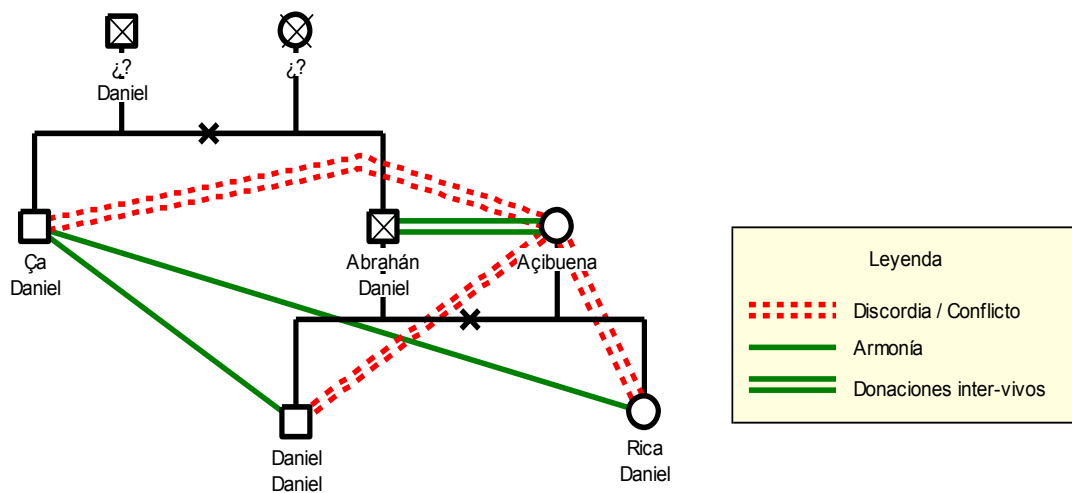 ¿?
Daniel
¿?
Ça
Daniel
Abrahán
Daniel
Açibuena
Daniel
Daniel
Rica
Daniel
Leyenda
Discordia / Conflicto
Armonía
Donaciones inter-vivos